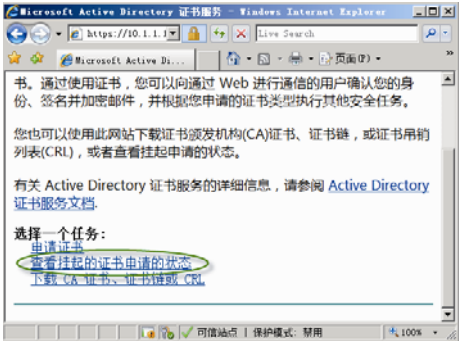 Microsoft Active Directory 证书服务 - Windows Internet Explorer
https://10.1.1.1
Live Search
Microsoft Active Di...
页面(P)
书。通过使用证书，您可以向通过 Web 进行通信的用户确认您的身
份、签名并加密邮件，并根据您申请的证书类型执行其他安全任务。
您也可以使用此网站下载证书颁发机构(CA)证书、证书链，或证书吊销
列表(CRL)，或者查看挂起申请的状态。
有关 Active Directory 证书服务的详细信息，请参阅 Active Directory
证书服务文档.
选择一个任务:
申请证书
查看挂起的证书申请的状态
下载 CA 证书、证书链或 CRL
可信站点 | 保护模式: 禁用
100%